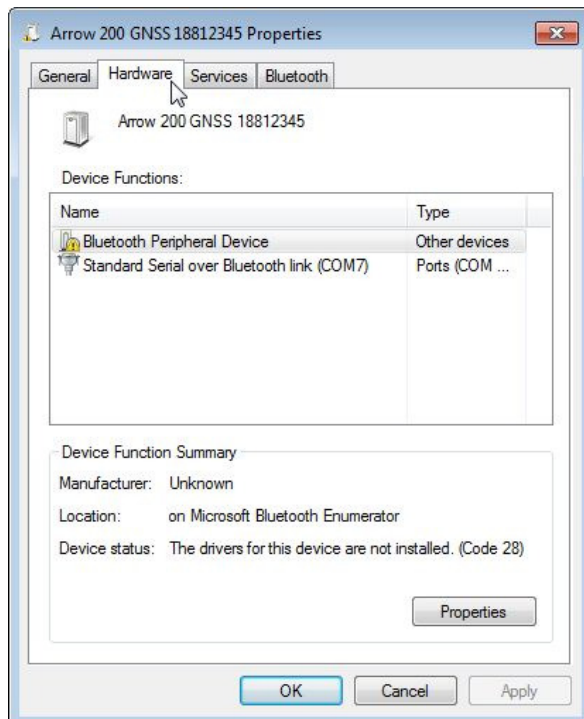 Arrow 200 GNSS 18812345 Properties
General Hardware Services Bluetooth
Arrow 200 GNSS 18812345
Device Functions:
Name Type
Bluetooth Peripheral Device Other devices
Standard Serial over Bluetooth link (COM7) Ports (COM ...
Device Function Summary
Manufacturer: Unknown
Location: on Microsoft Bluetooth Enumerator
Device status: The drivers for this device are not installed. (Code 28)
Properties
OK Cancel Apply